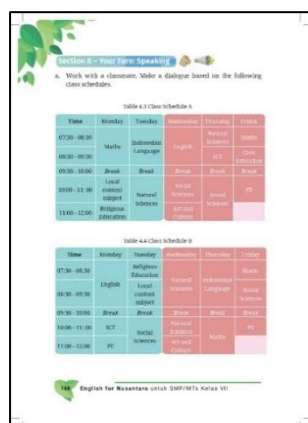 Section 8 – Your Turn: Speaking
a. Work with a classmate. Make a dialogue based on the following
class schedules.
Table 4.3 Class Schedule A
Time Monday Tuesday Wednesday Thursday Friday
07:30 - 08:30 Maths Indonesian Language English Natural Sciences Maths
08:30 - 09:30 ICT Civic Education
09:30 - 10:00 Break Break Break Break Break
10:00 - 11:00 Local content subject Natural Sciences Social Sciences Social Sciences PE
11:00 - 12:00 Religious Education Art and Culture
Table 4.4 Class Schedule B
Time Monday Tuesday Wednesday Thursday Friday
07:30 - 08:30 English Religious Education Natural Sciences Indonesian Language Maths
08:30 - 09:30 Local content subject Social Sciences
09:30 - 10:00 Break Break Break Break Break
10:00 - 11:00 ICT Social Sciences Natural Sciences Maths PE
11:00 - 12:00 PE Art and Culture
English for Nusantara untuk SMP/MTs Kelas VII